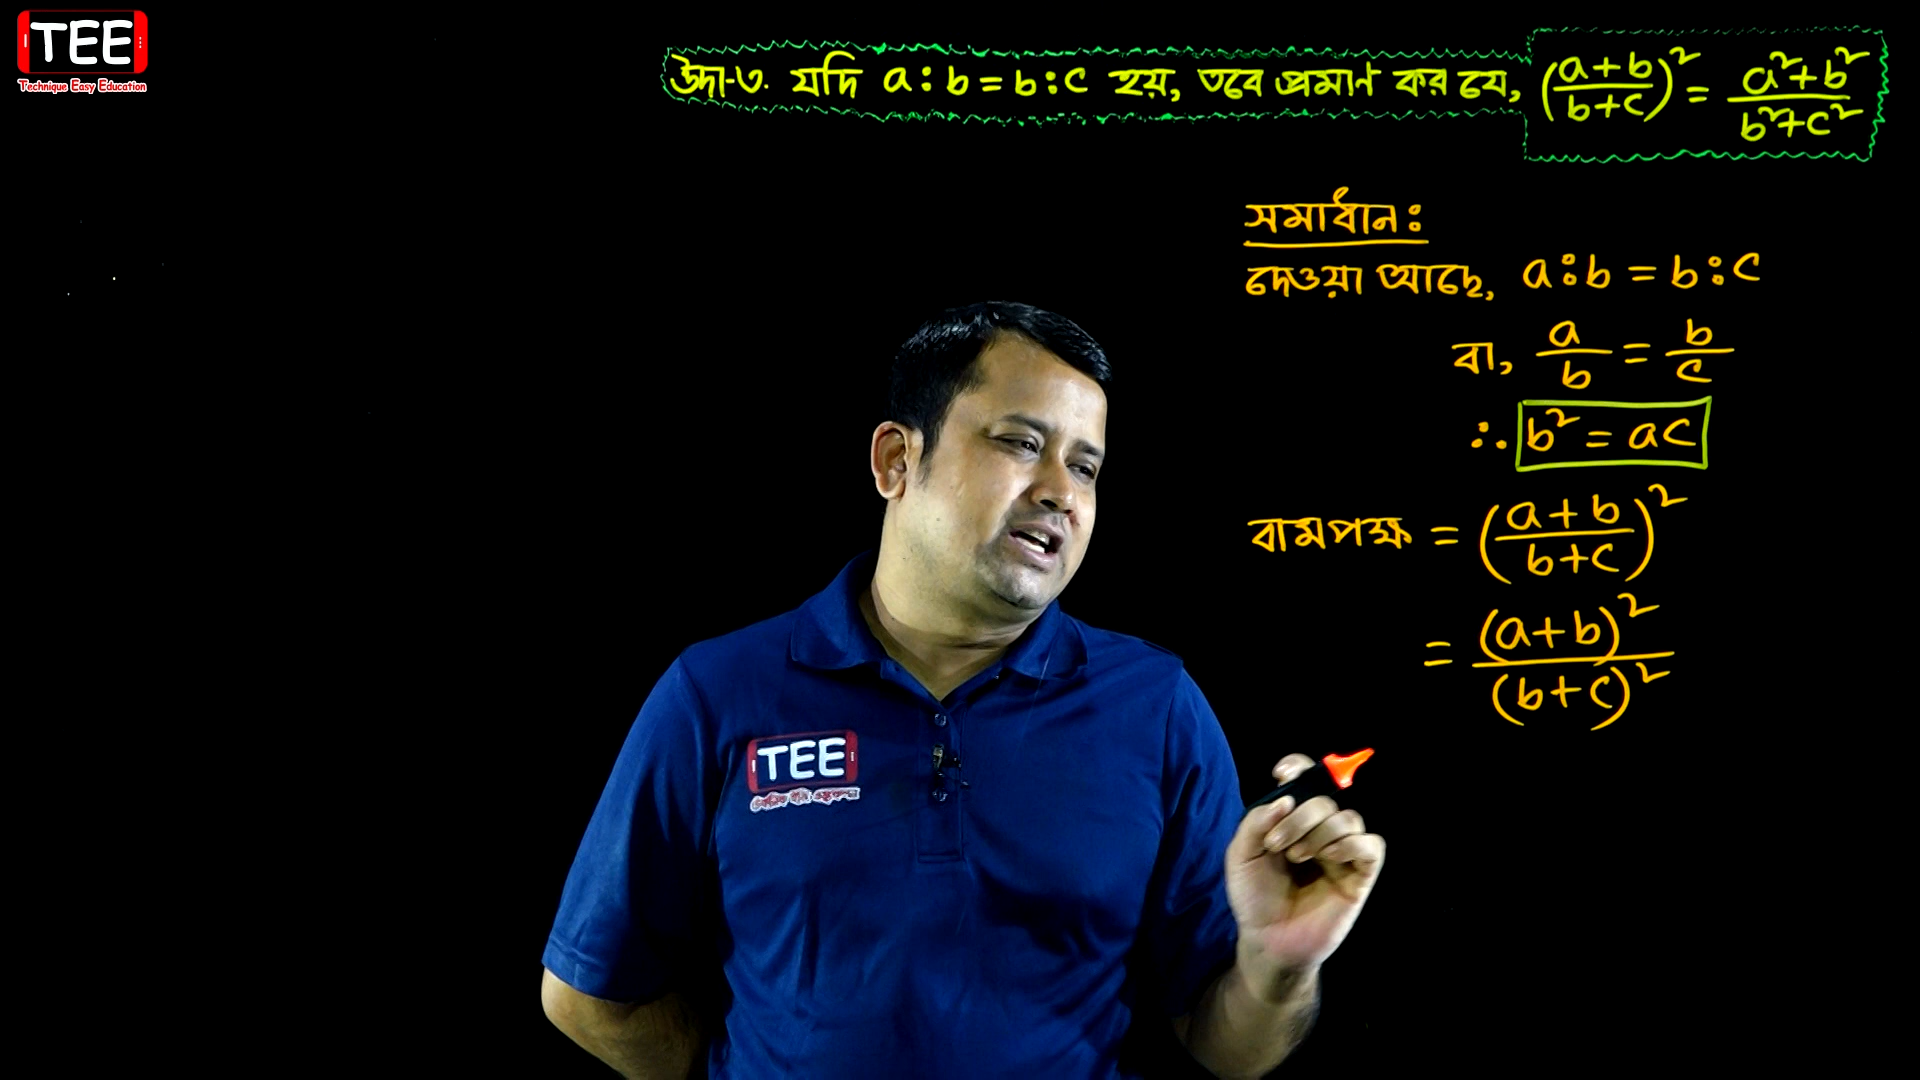 TEE
Technique Easy Education
উদা-৩. যদি a : b = b : c হয়, তবে প্রমাণ কর যে, ((a+b)/(b+c))² = (a²+b²)/(b²+c²)
সমাধান :
দেওয়া আছে, a : b = b : c
বা, a/b = b/c
∴ b² = ac
বামপক্ষ = ((a+b)/(b+c))²
= (a+b)²/(b+c)²
TEE